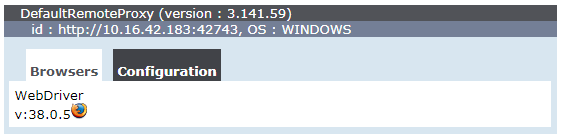 DefaultRemoteProxy (version : 3.141.59)
id : http://10.16.42.183:42743, OS : WINDOWS
Browsers Configuration
WebDriver
v:38.0.5